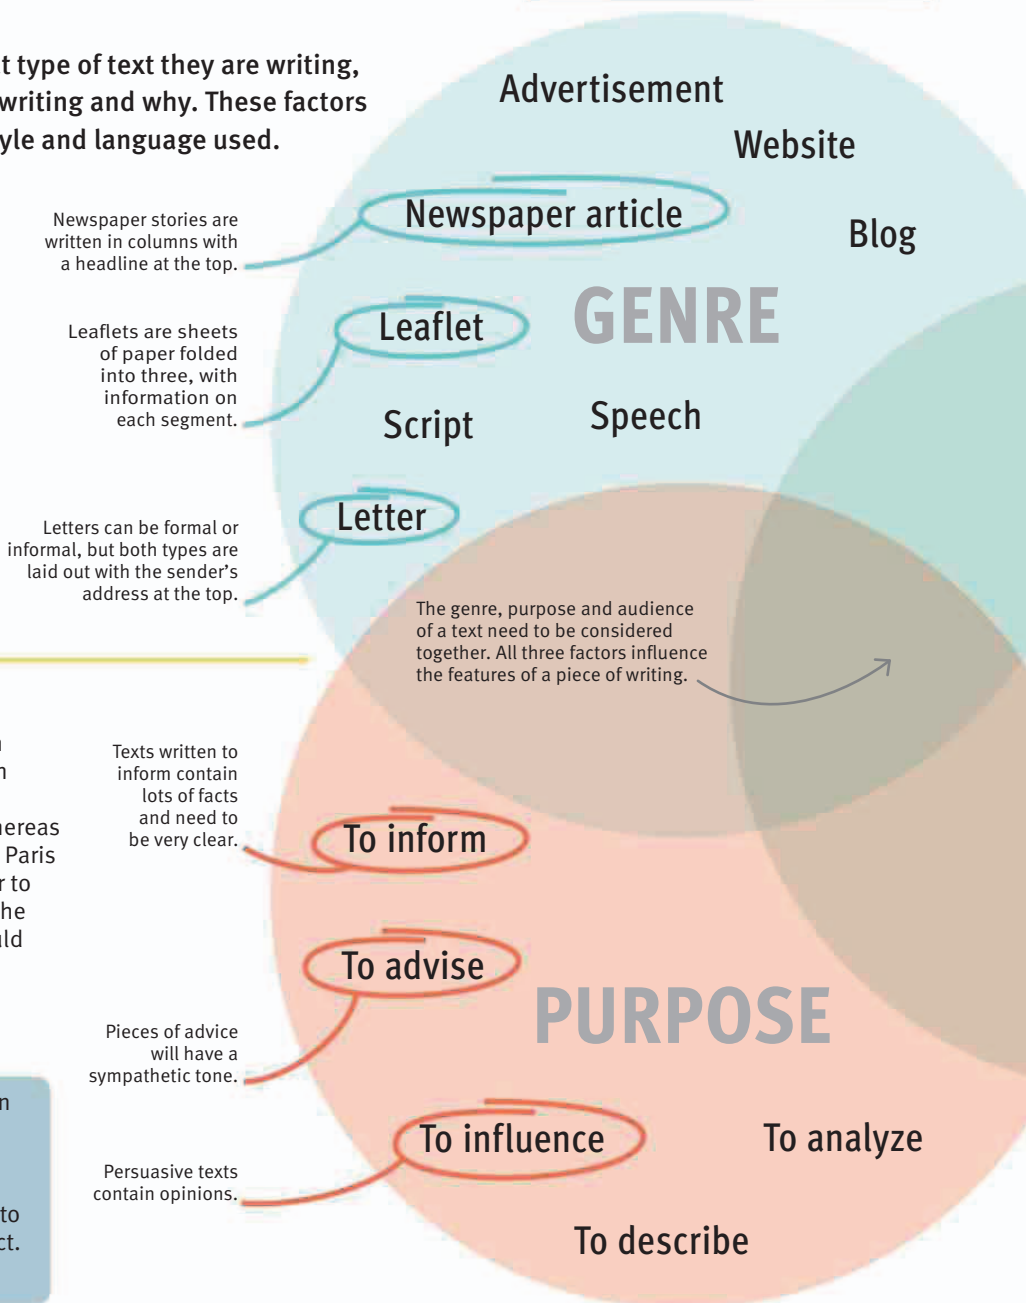 t type of text they are writing,
writing and why. These factors
yle and language used.
Advertisement
Website
Newspaper article
Blog
Newspaper stories are
written in columns with
a headline at the top.
GENRE
Leaflet
Leaflets are sheets
of paper folded
into three, with
information on
each segment.
Script
Speech
Letter
Letters can be formal or
informal, but both types are
laid out with the sender’s
address at the top.
The genre, purpose and audience
of a text need to be considered
together. All three factors influence
the features of a piece of writing.
n
hereas
Paris
r to
he
ld
Texts written to
inform contain
lots of facts
and need to
be very clear.
To inform
To advise
PURPOSE
Pieces of advice
will have a
sympathetic tone.
To influence
To analyze
Persuasive texts
contain opinions.
To describe
n
to
ct.